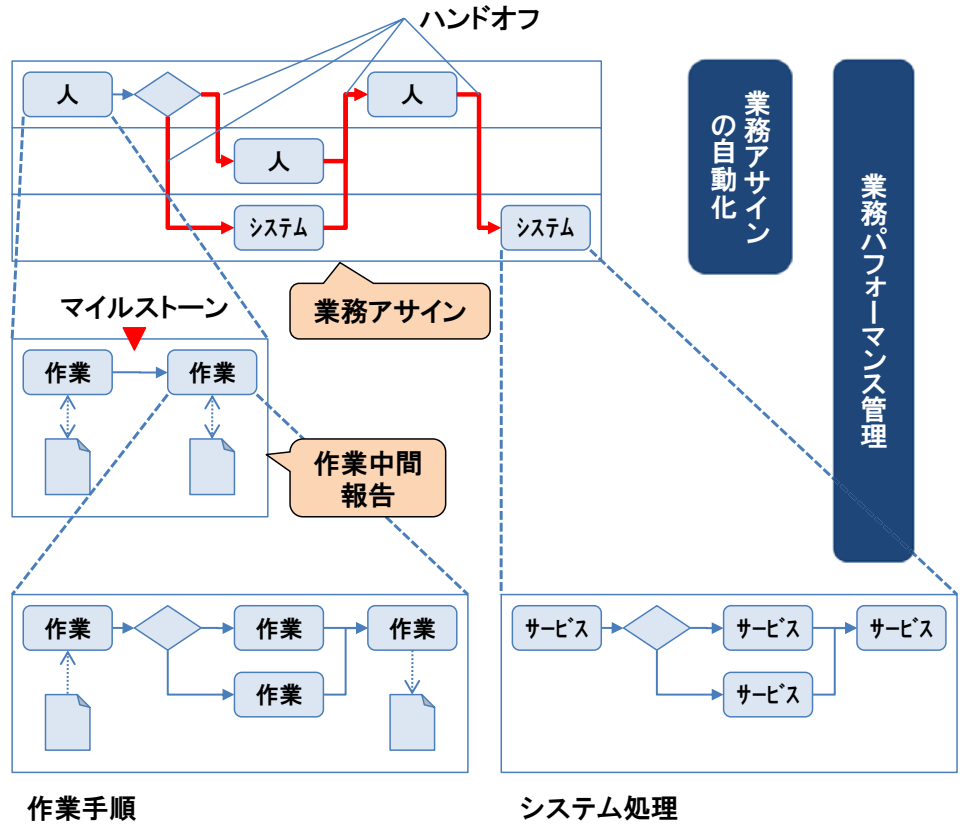 ハンドオフ
人
人
人
ｼｽﾃﾑ
ｼｽﾃﾑ
業務アサイン
の自動化
業務パフォーマンス管理
業務アサイン
マイルストーン
作業
作業
作業中間
報告
作業
作業
作業
作業
ｻｰﾋﾞｽ
ｻｰﾋﾞｽ
ｻｰﾋﾞｽ
ｻｰﾋﾞｽ
作業手順
システム処理